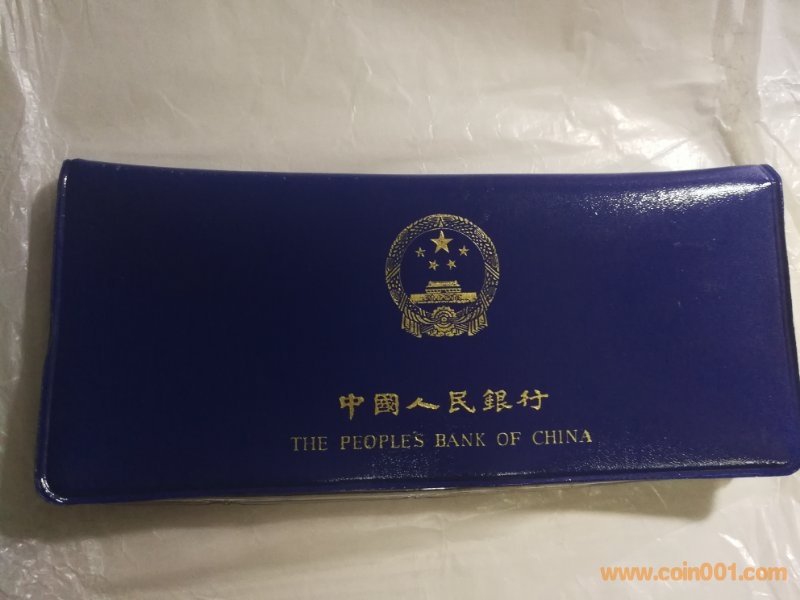 中國人民銀行
THE PEOPLE'S BANK OF CHINA
www.coin001.com